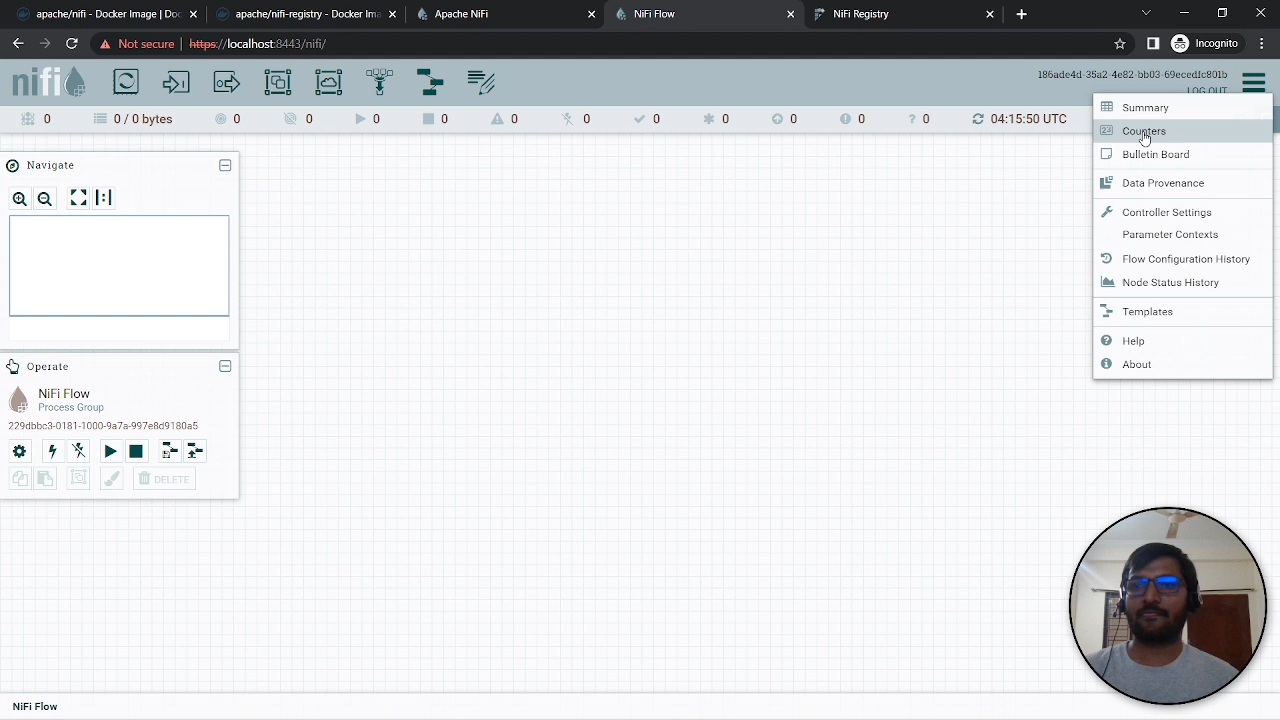 apache/nifi - Docker Image | Doc
apache/nifi-registry - Docker Ima
Apache NiFi
NiFi Flow
NiFi Registry
Not secure
https://localhost:8443/nifi/
Incognito
nifi
186ade4d-35a2-4e82-bb03-69ecedfc801b
LOG OUT
0
0 / 0 bytes
0
0
0
0
0
0
0
0
0
0
0
04:15:50 UTC
Summary
Counters
Bulletin Board
Data Provenance
Controller Settings
Parameter Contexts
Flow Configuration History
Node Status History
Templates
Help
About
Navigate
Operate
NiFi Flow
Process Group
229dbbc3-0181-1000-9a7a-997e8d9180a5
DELETE
NiFi Flow